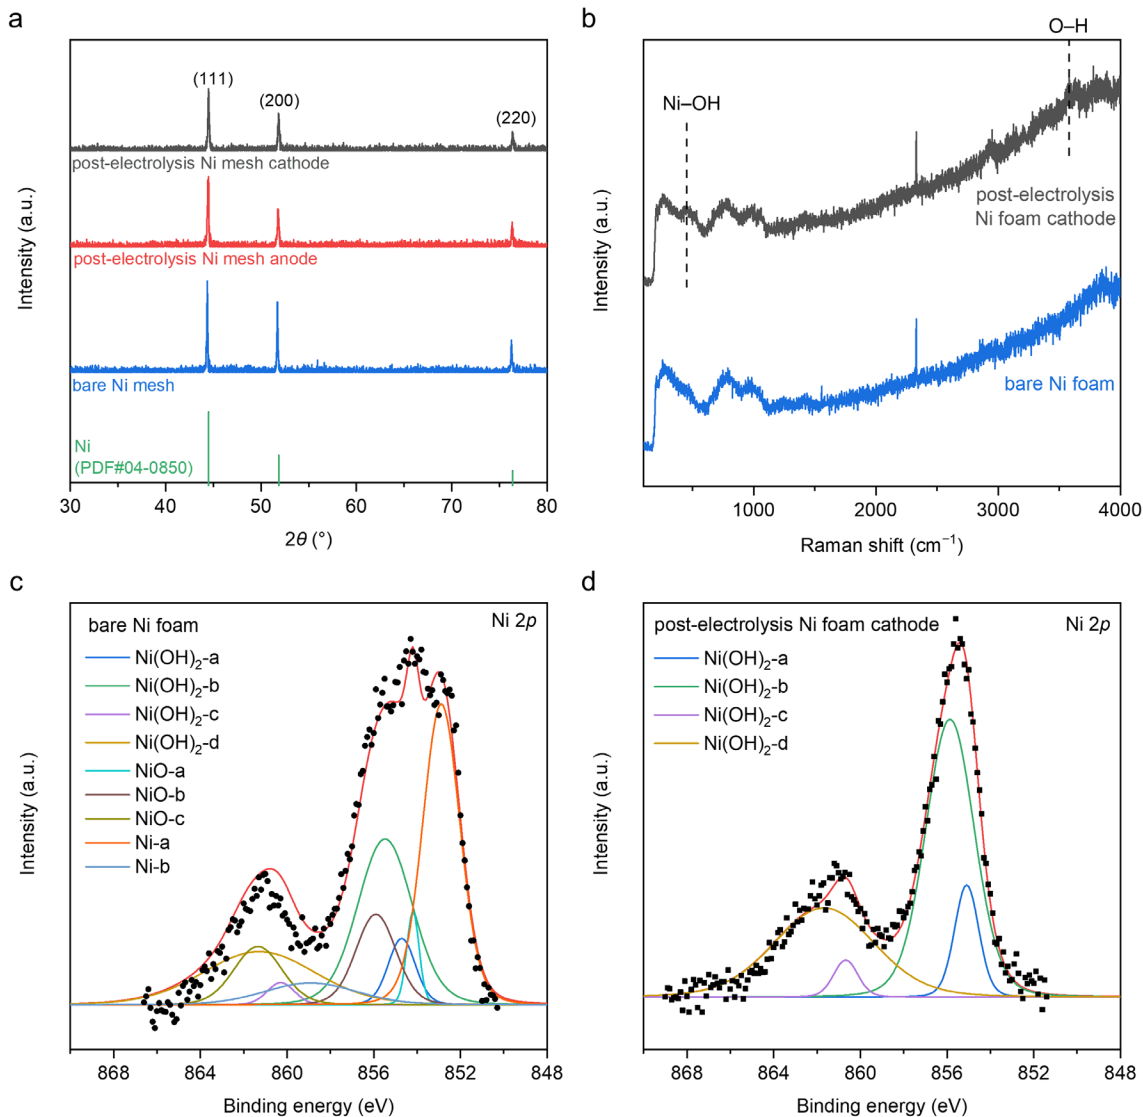 a
(111)
(200)
(220)
post-electrolysis Ni mesh cathode
post-electrolysis Ni mesh anode
bare Ni mesh
Ni
(PDF#04-0850)
Intensity (a.u.)
30 40 50 60 70 80
2θ (°)
b
O–H
Ni–OH
post-electrolysis
Ni foam cathode
bare Ni foam
Intensity (a.u.)
1000 2000 3000 4000
Raman shift (cm⁻¹)
c
bare Ni foam
Ni 2p
Ni(OH)₂-a
Ni(OH)₂-b
Ni(OH)₂-c
Ni(OH)₂-d
NiO-a
NiO-b
NiO-c
Ni-a
Ni-b
Intensity (a.u.)
868 864 860 856 852 848
Binding energy (eV)
d
post-electrolysis Ni foam cathode
Ni 2p
Ni(OH)₂-a
Ni(OH)₂-b
Ni(OH)₂-c
Ni(OH)₂-d
Intensity (a.u.)
868 864 860 856 852 848
Binding energy (eV)